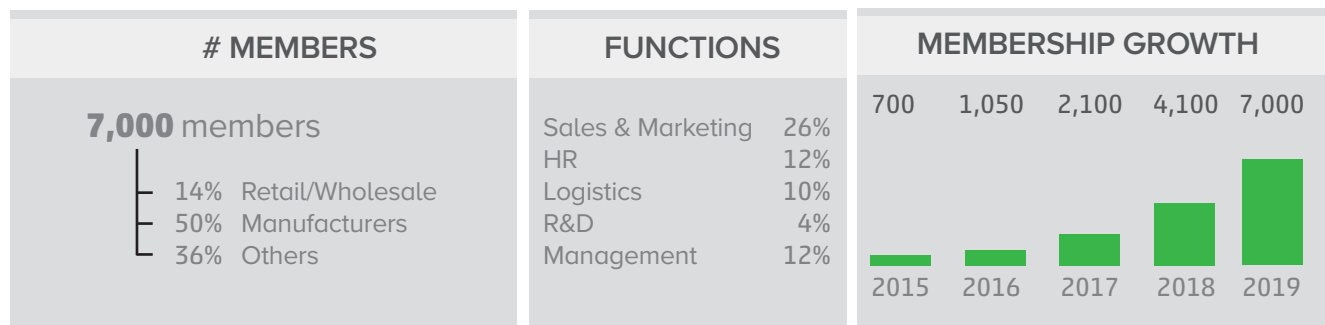 # MEMBERS
7,000 members
14% Retail/Wholesale
50% Manufacturers
36% Others
FUNCTIONS
Sales & Marketing 26%
HR 12%
Logistics 10%
R&D 4%
Management 12%
MEMBERSHIP GROWTH
700 1,050 2,100 4,100 7,000
2015 2016 2017 2018 2019